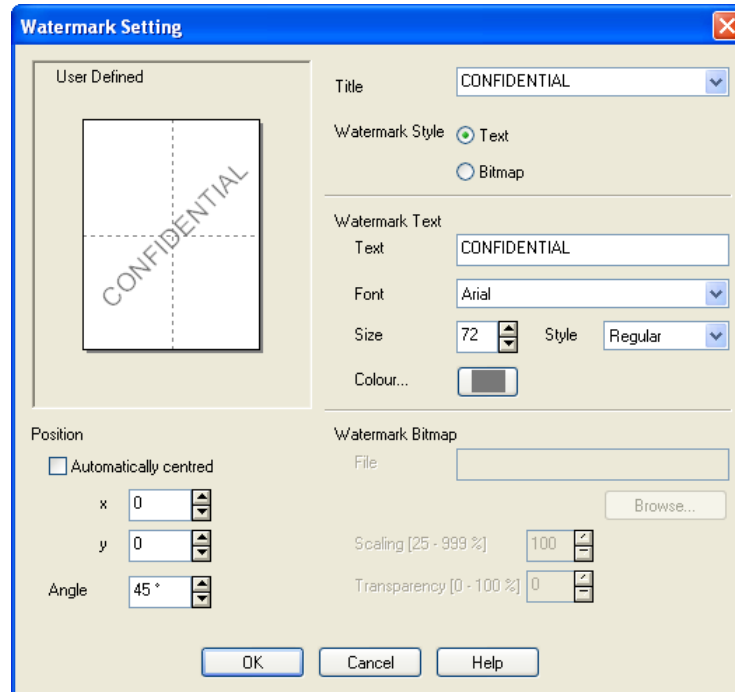 Watermark Setting
User Defined
CONFIDENTIAL
Title CONFIDENTIAL
Watermark Style Text
Bitmap
Watermark Text
Text CONFIDENTIAL
Font Arial
Size 72 Style Regular
Colour...
Position
Automatically centred
x 0
y 0
Angle 45 °
Watermark Bitmap
File
Browse...
Scaling [25 - 999 %] 100
Transparency [0 - 100 %] 0
OK Cancel Help